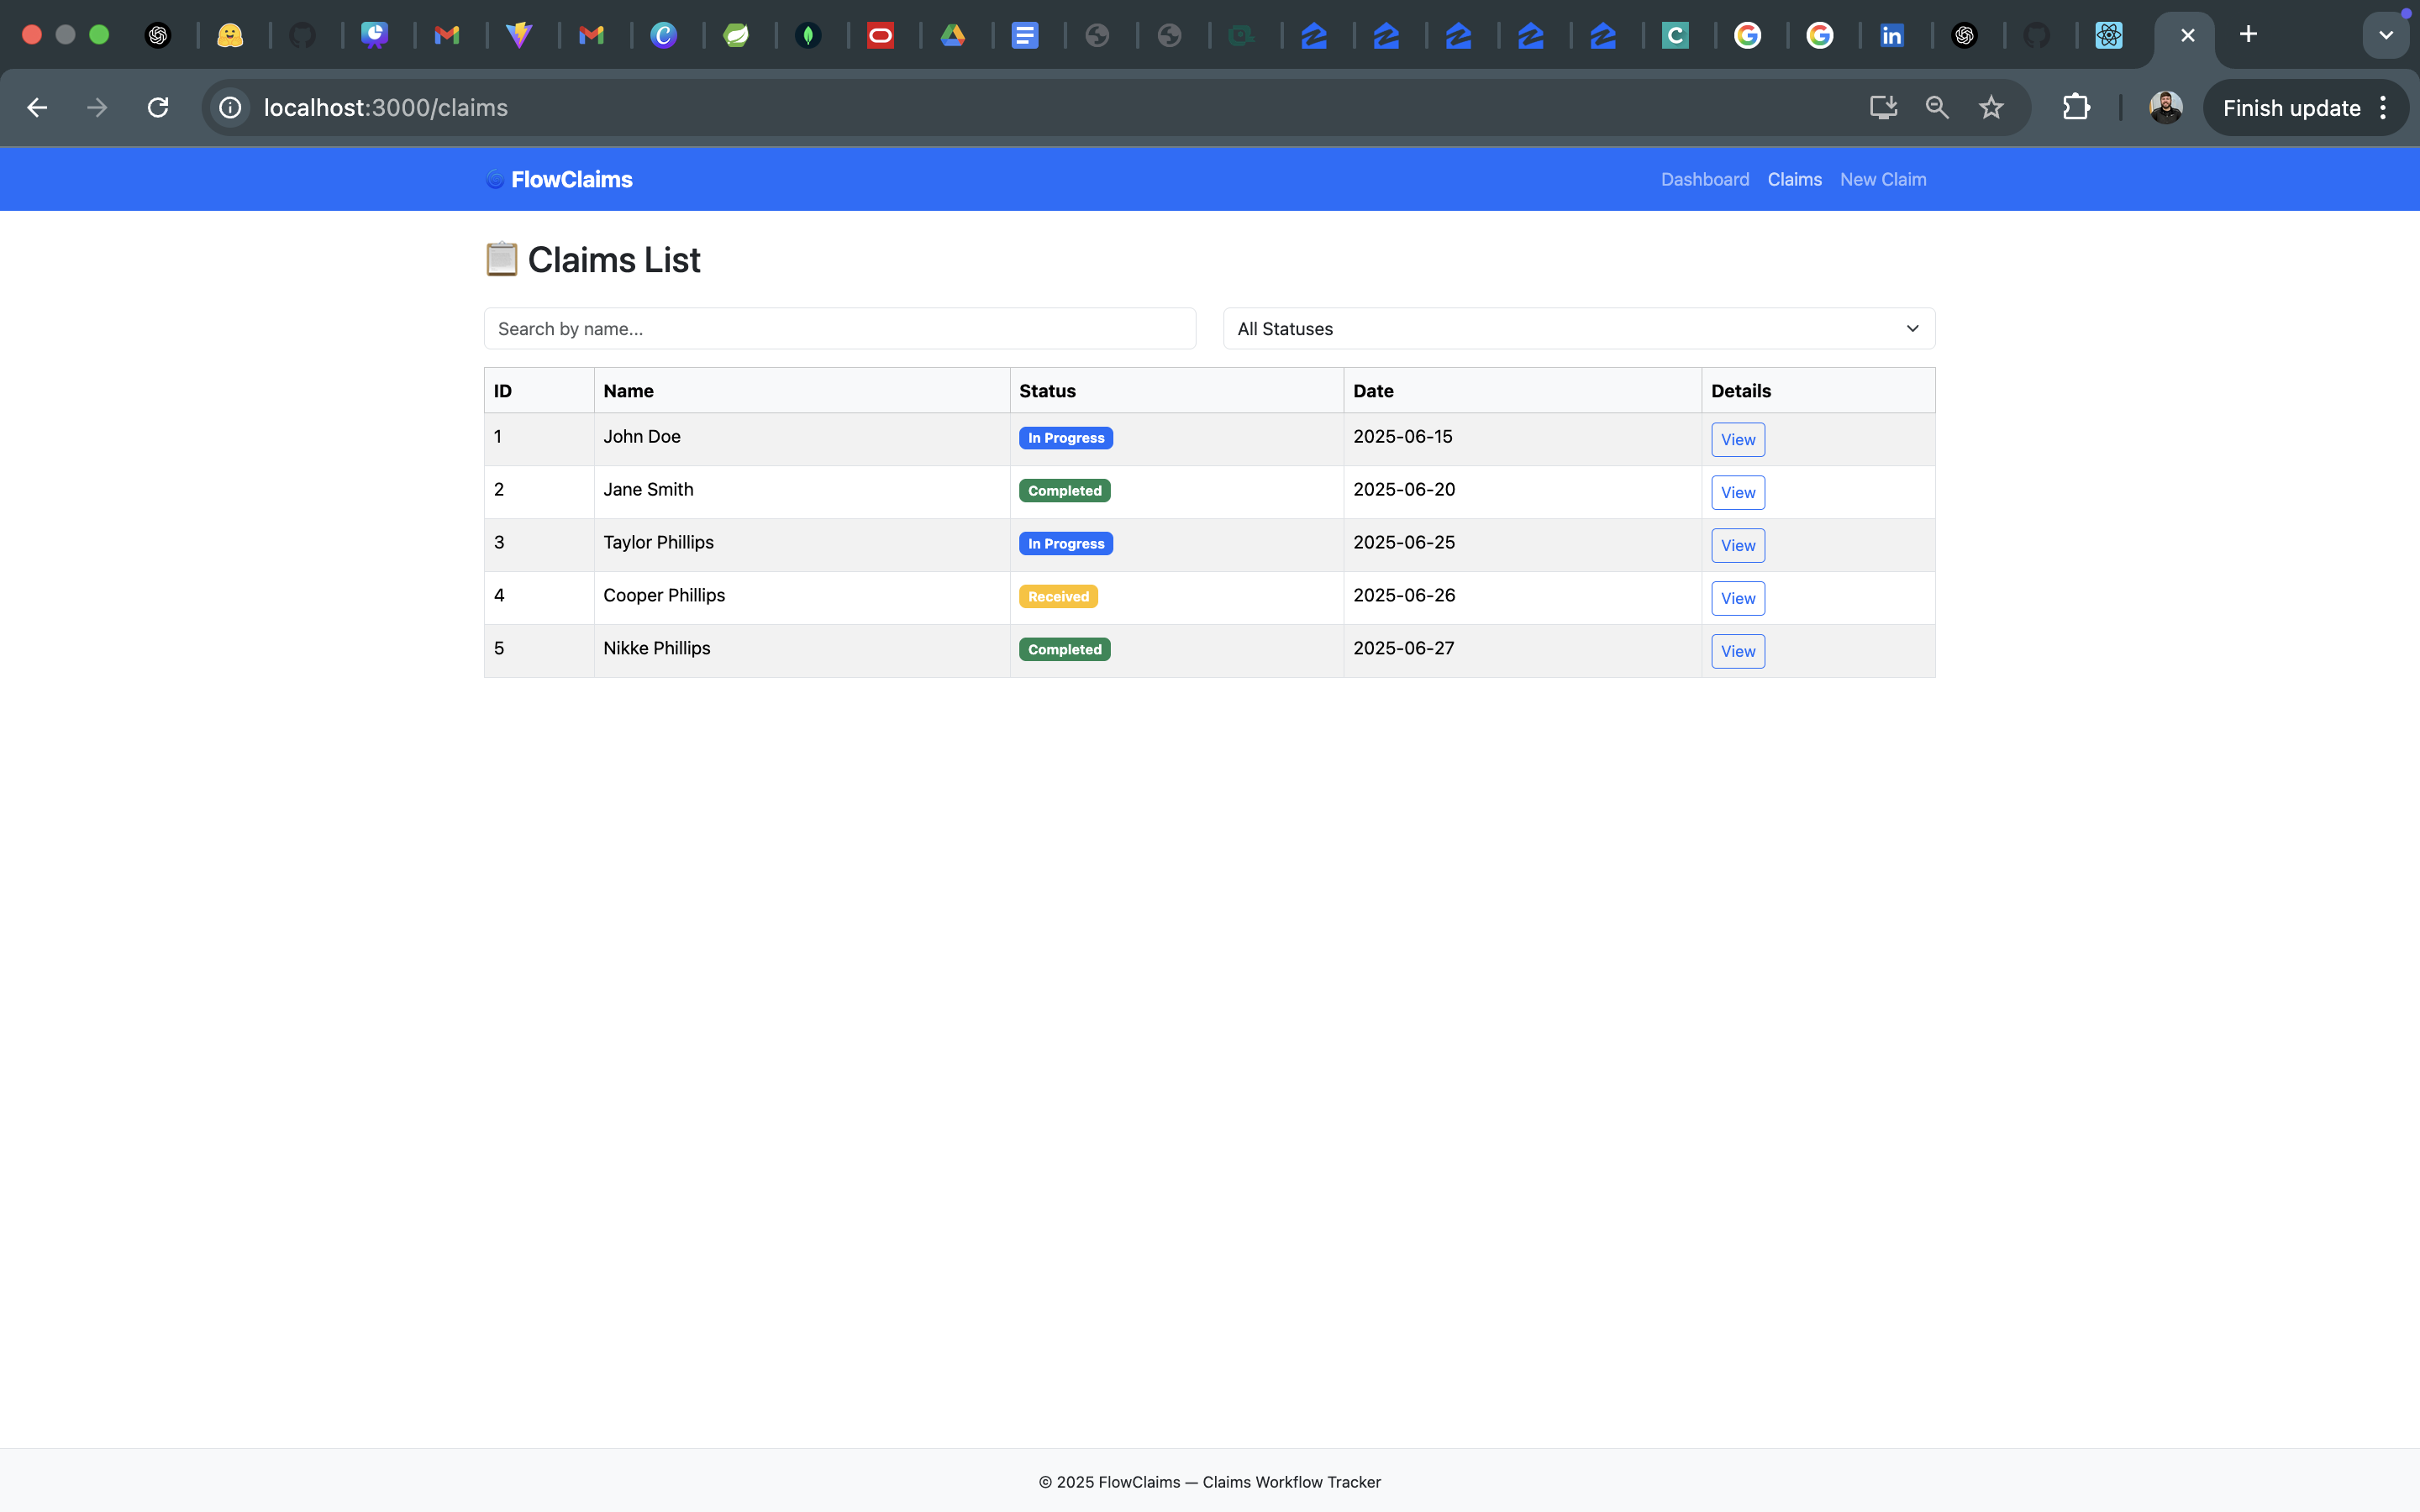 localhost:3000/claims
Finish update
FlowClaims
Dashboard Claims New Claim
Claims List
Search by name...
All Statuses
ID Name Status Date Details
1 John Doe In Progress 2025-06-15 View
2 Jane Smith Completed 2025-06-20 View
3 Taylor Phillips In Progress 2025-06-25 View
4 Cooper Phillips Received 2025-06-26 View
5 Nikke Phillips Completed 2025-06-27 View
© 2025 FlowClaims — Claims Workflow Tracker